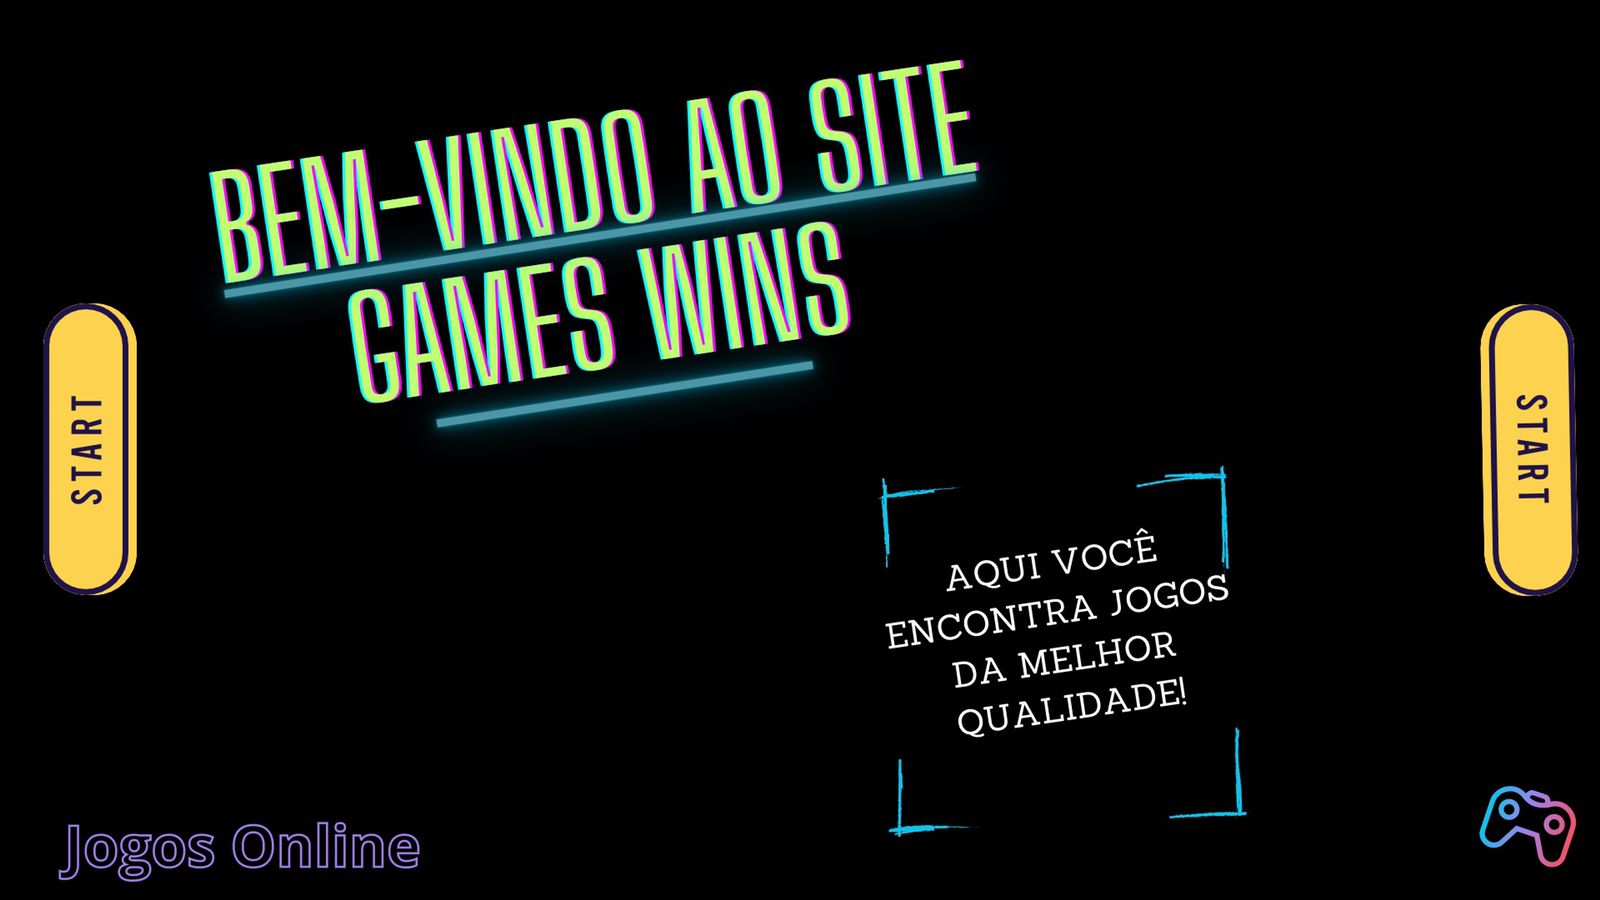 BEM-VINDO AO SITE
GAMES WINS
START
START
AQUI VOCÊ
ENCONTRA JOGOS
DA MELHOR
QUALIDADE!
Jogos Online